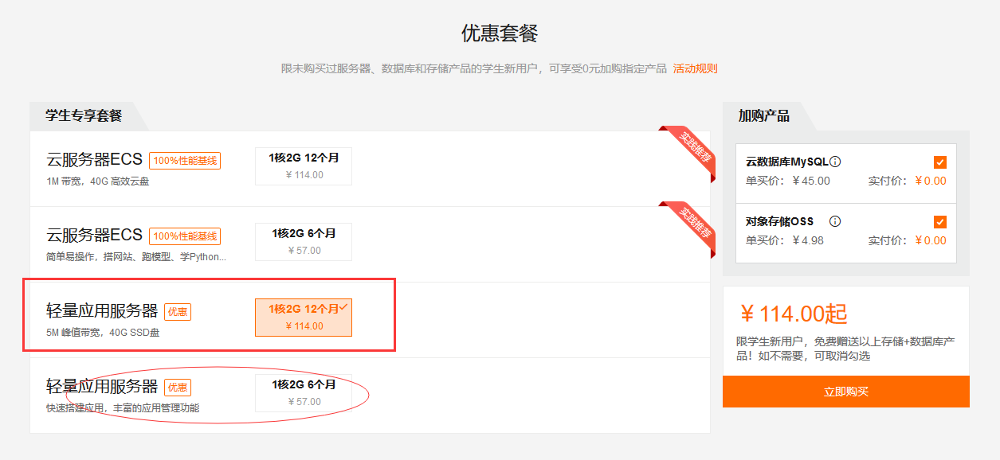 优惠套餐
限未购买过服务器、数据库和存储产品的学生新用户，可享受0元加购指定产品 活动规则
学生专享套餐
云服务器ECS 100%性能基线
1M 带宽，40G 高效云盘
1核2G 12个月
¥ 114.00
实践推荐
云服务器ECS 100%性能基线
简单易操作，搭网站、跑模型、学Python...
1核2G 6个月
¥ 57.00
实践推荐
轻量应用服务器 优惠
5M 峰值带宽，40G SSD盘
1核2G 12个月
¥ 114.00
轻量应用服务器 优惠
快速搭建应用，丰富的应用管理功能
1核2G 6个月
¥ 57.00
加购产品
云数据库MySQL
单买价：¥ 45.00 实付价：¥ 0.00
对象存储OSS
单买价：¥ 4.98 实付价：¥ 0.00
¥ 114.00起
限学生新用户，免费赠送以上存储+数据库产
品！如不需要，可取消勾选
立即购买